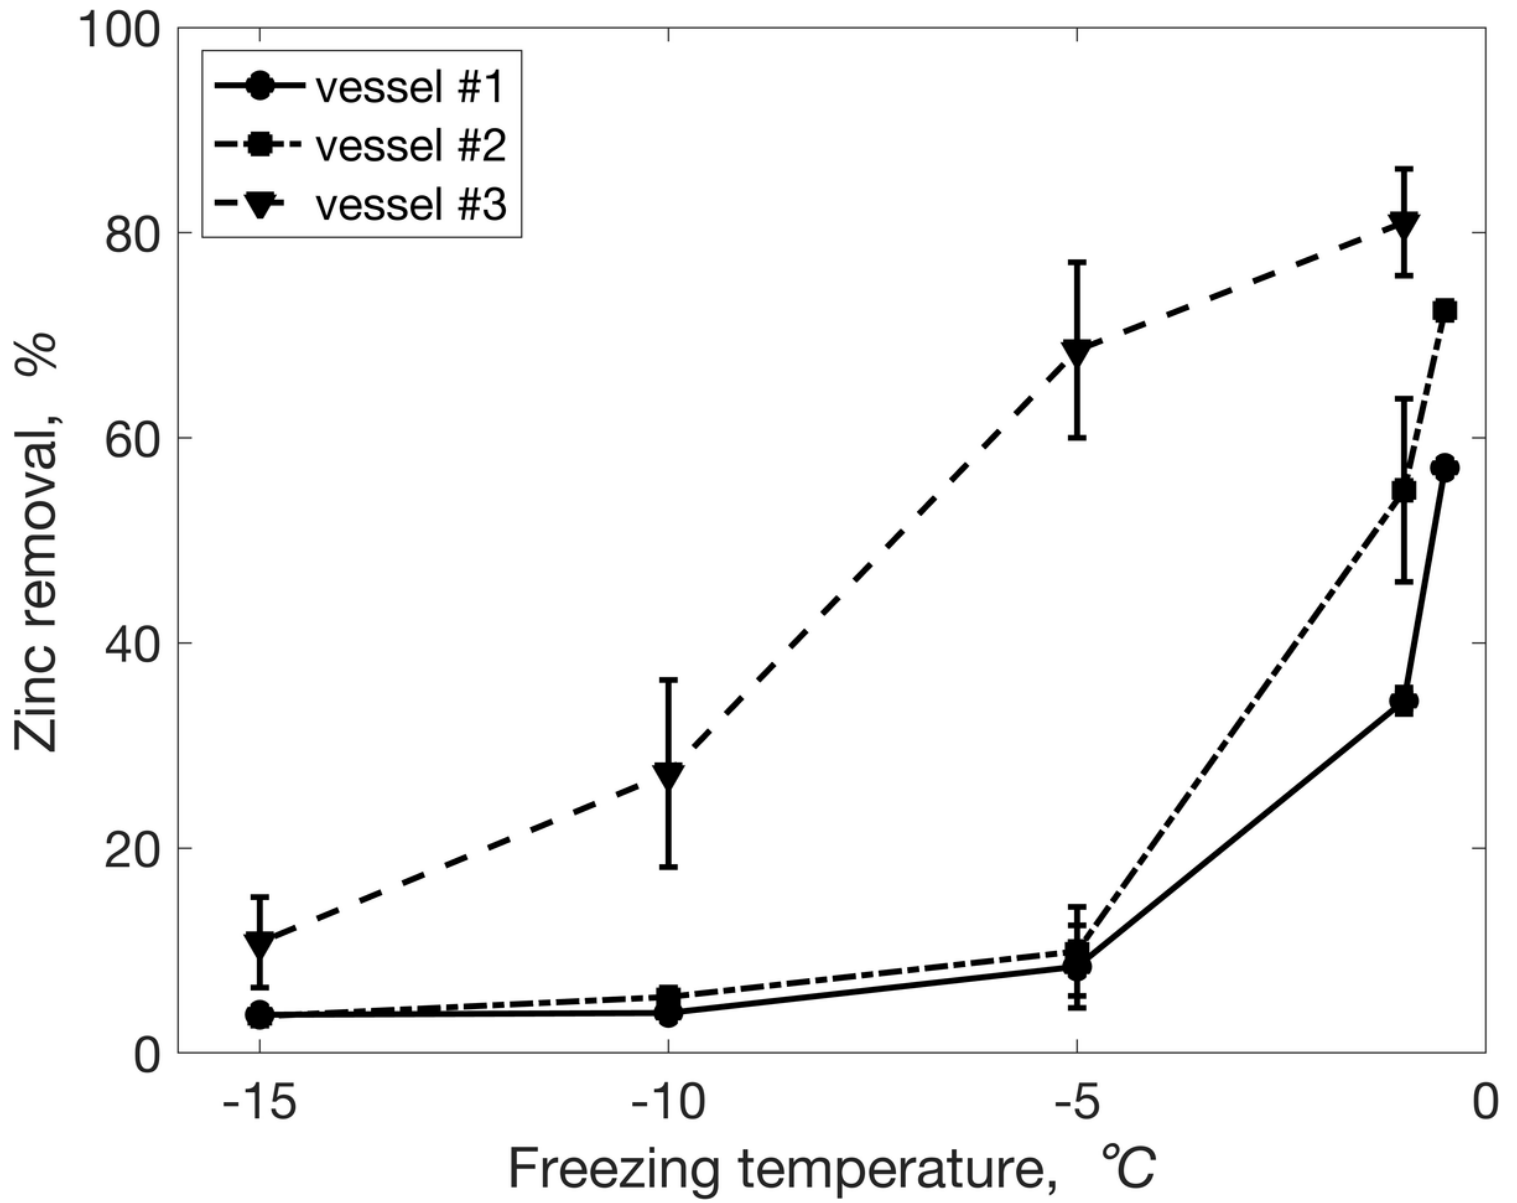 100
80
60
40
20
0
Zinc removal, %
vessel #1
vessel #2
vessel #3
-15 -10 -5 0
Freezing temperature, °C